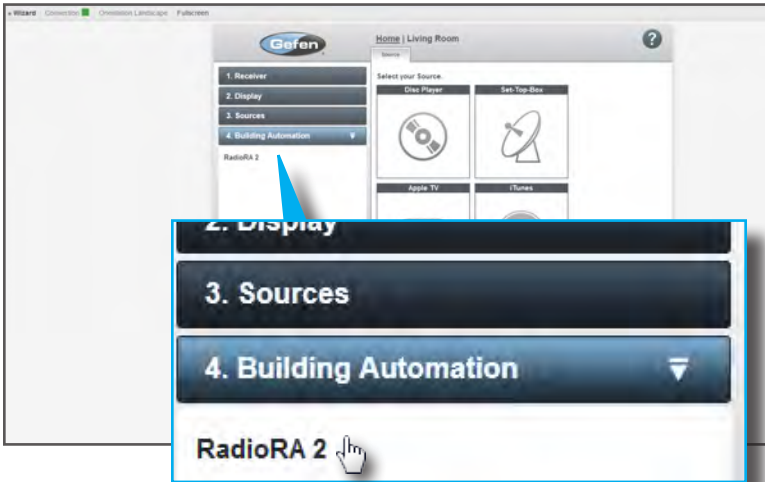 Wizard Connection Orientation Landscape Fullscreen
Gefen
Home | Living Room
?
Source
1. Receiver
2. Display
3. Sources
4. Building Automation
RadioRA 2
Select your Source.
Disc Player
Set-Top-Box
Apple TV
iTunes
2. Display
3. Sources
4. Building Automation
RadioRA 2